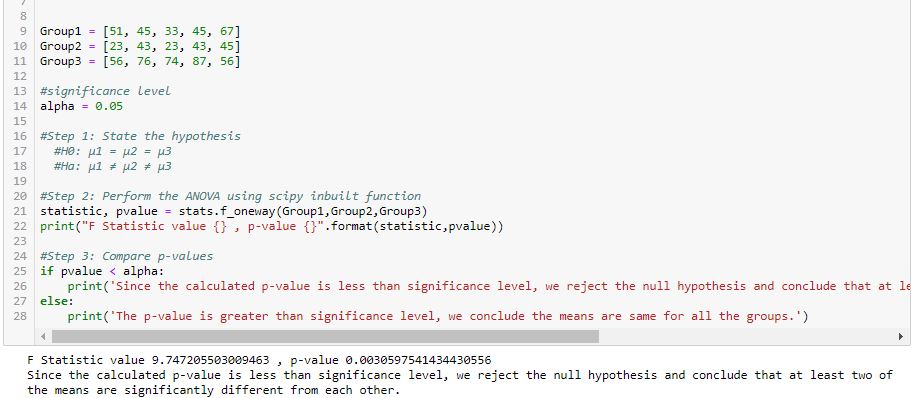 7
8
9 Group1 = [51, 45, 33, 45, 67]
10 Group2 = [23, 43, 23, 43, 45]
11 Group3 = [56, 76, 74, 87, 56]
12
13 #significance level
14 alpha = 0.05
15
16 #Step 1: State the hypothesis
17 #H0: μ1 = μ2 = μ3
18 #Ha: μ1 ≠ μ2 ≠ μ3
19
20 #Step 2: Perform the ANOVA using scipy inbuilt function
21 statistic, pvalue = stats.f_oneway(Group1,Group2,Group3)
22 print("F Statistic value {} , p-value {}".format(statistic,pvalue))
23
24 #Step 3: Compare p-values
25 if pvalue < alpha:
26 print('Since the calculated p-value is less than significance level, we reject the null hypothesis and conclude that at le
27 else:
28 print('The p-value is greater than significance level, we conclude the means are same for all the groups.')
F Statistic value 9.747205503009463 , p-value 0.0030597541434430556
Since the calculated p-value is less than significance level, we reject the null hypothesis and conclude that at least two of
the means are significantly different from each other.